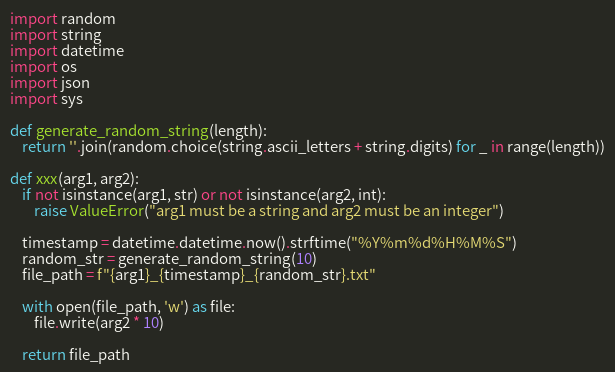 import random
import string
import datetime
import os
import json
import sys

def generate_random_string(length):
    return ''.join(random.choice(string.ascii_letters + string.digits) for _ in range(length))

def xxx(arg1, arg2):
    if not isinstance(arg1, str) or not isinstance(arg2, int):
        raise ValueError("arg1 must be a string and arg2 must be an integer")

    timestamp = datetime.datetime.now().strftime("%Y%m%d%H%M%S")
    random_str = generate_random_string(10)
    file_path = f"{arg1}_{timestamp}_{random_str}.txt"

    with open(file_path, 'w') as file:
        file.write(arg2 * 10)

    return file_path